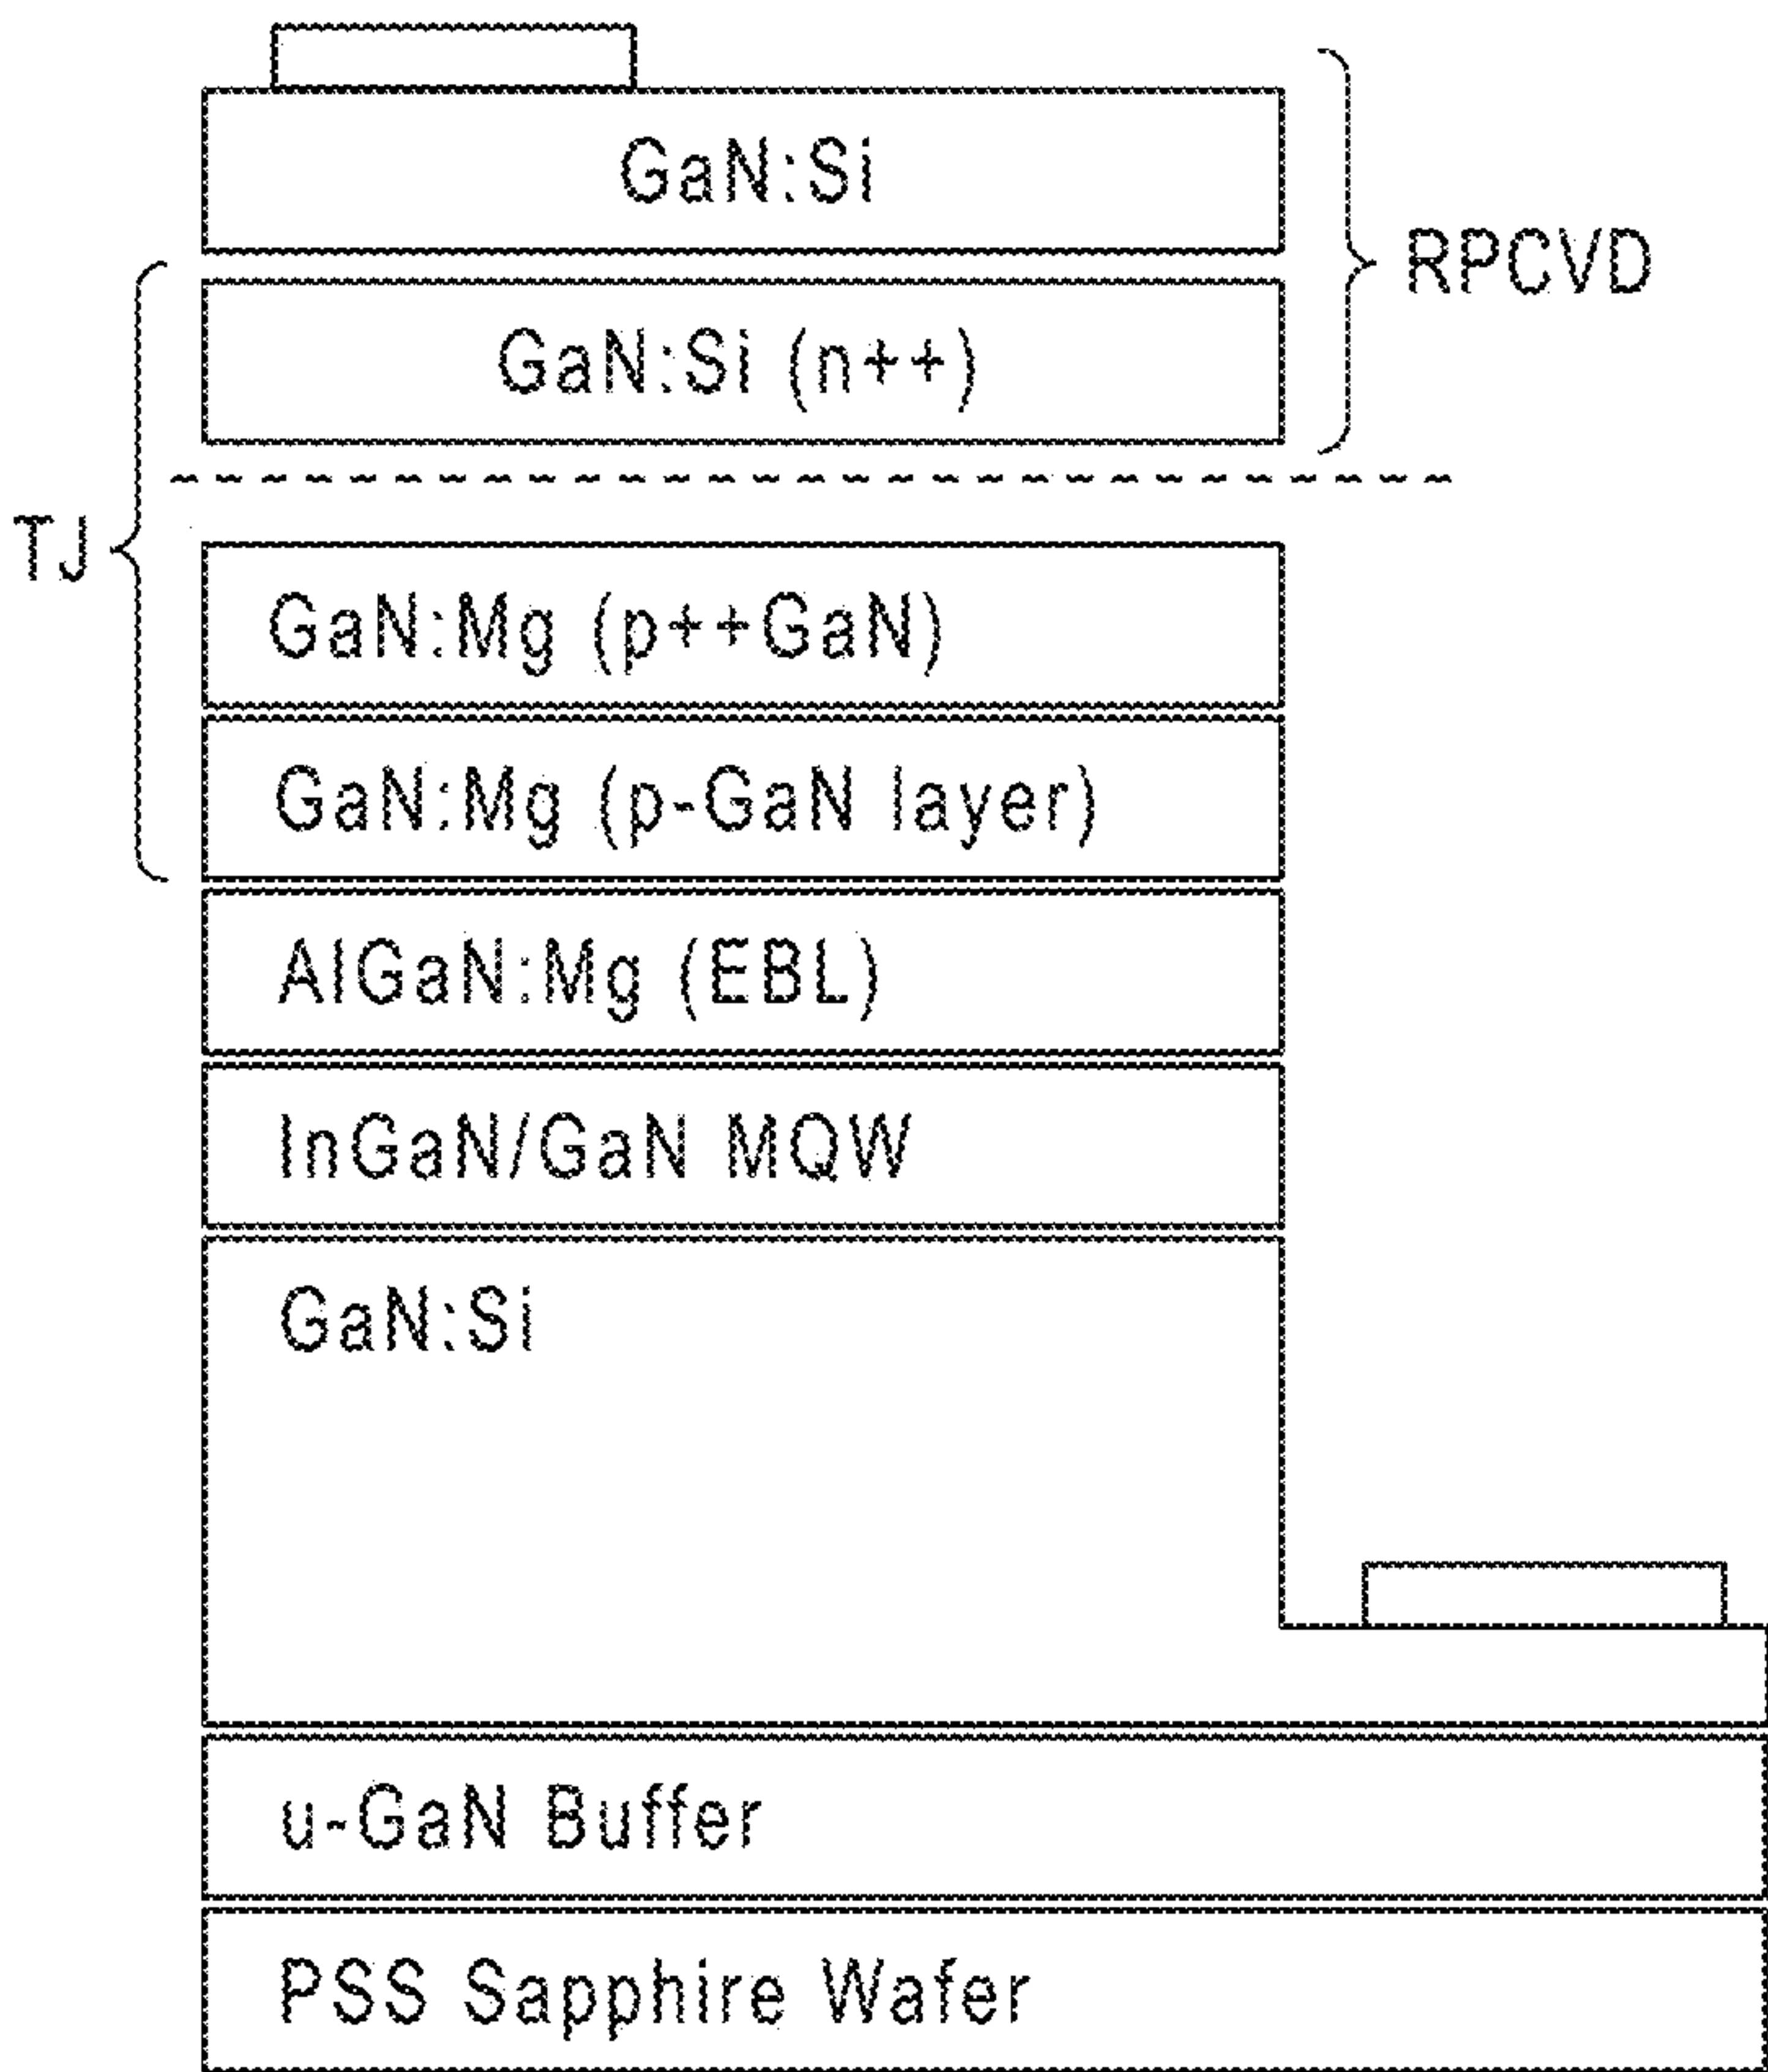 GaN:Si
RPCVD
GaN:Si (n++)
TJ
GaN:Mg (p++GaN)
GaN:Mg (p-GaN layer)
AlGaN:Mg (EBL)
InGaN/GaN MQW
GaN:Si
u-GaN Buffer
PSS Sapphire Wafer